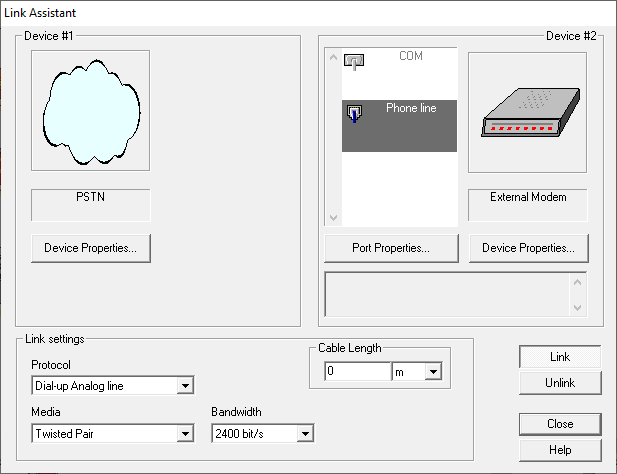 Link Assistant
Device #1
PSTN
Device Properties...
Device #2
COM
Phone line
External Modem
Port Properties...
Device Properties...
Link settings
Protocol
Dial-up Analog line
Cable Length
0
m
Media
Twisted Pair
Bandwidth
2400 bit/s
Link
Unlink
Close
Help